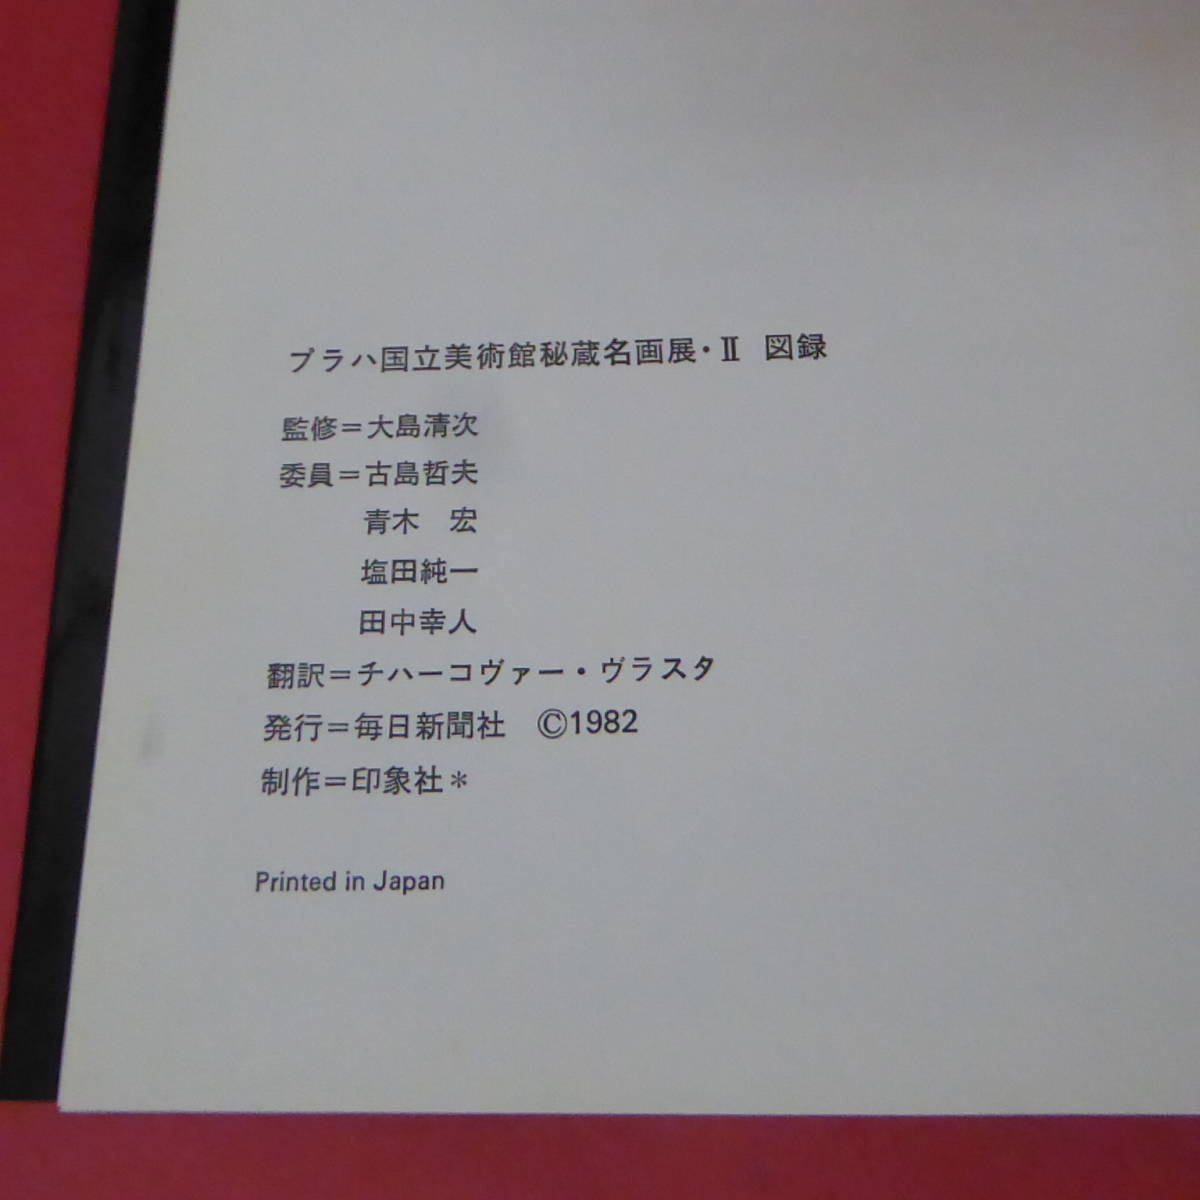 プラハ国立美術館秘蔵名画展・Ⅱ 図録
監修＝大島清次
委員＝古島哲夫
青木　宏
塩田純一
田中幸人
翻訳＝チハーコヴァー・ヴラスタ
発行＝毎日新聞社　©1982
制作＝印象社＊
Printed in Japan